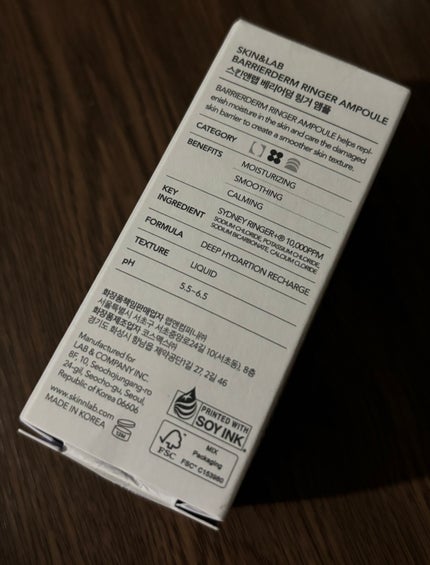 SKIN&LAB
BARRIERDERM RINGER AMPOULE
스킨앤랩 베리어덤 링거 앰플
BARRIERDERM RINGER AMPOULE helps repl-
enish moisture in the skin and care the damaged
skin barrier to create a smoother skin texture.
CATEGORY
BENEFITS
MOISTURIZING
SMOOTHING
CALMING
KEY
INGREDIENT
SYDNEY RINGER+® 10,000PPM
SODIUM CHLORIDE, POTASSIUM CHLORIDE,
SODIUM BICARBONATE, CALCIUM CLORIDE
FORMULA
DEEP HYDARTION RECHARGE
TEXTURE
LIQUID
pH
5.5~6.5
화장품책임판매업자 랩앤컴퍼니㈜
서울특별시 서초구 서초중앙로24길 10(서초동), 8층
화장품제조업자 코스맥스㈜
경기도 화성시 향남읍 제약공단1길 27, 2길 46
Manufactured for
LAB & COMPANY INC.
8F, 10, Seochojungang-ro
24-gil, Seocho-gu, Seoul,
Republic of Korea 06606
www.skinnlab.com
MADE IN KOREA
12M
PRINTED WITH
SOY INK
FSC
MIX
Packaging
FSC® C153980